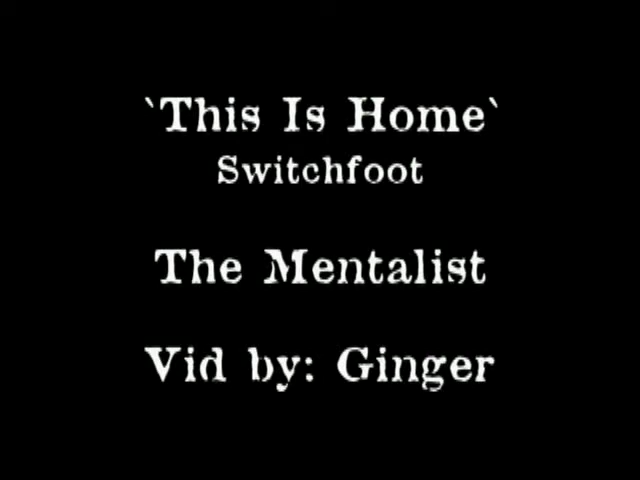 `This Is Home`
Switchfoot
The Mentalist
Vid by: Ginger